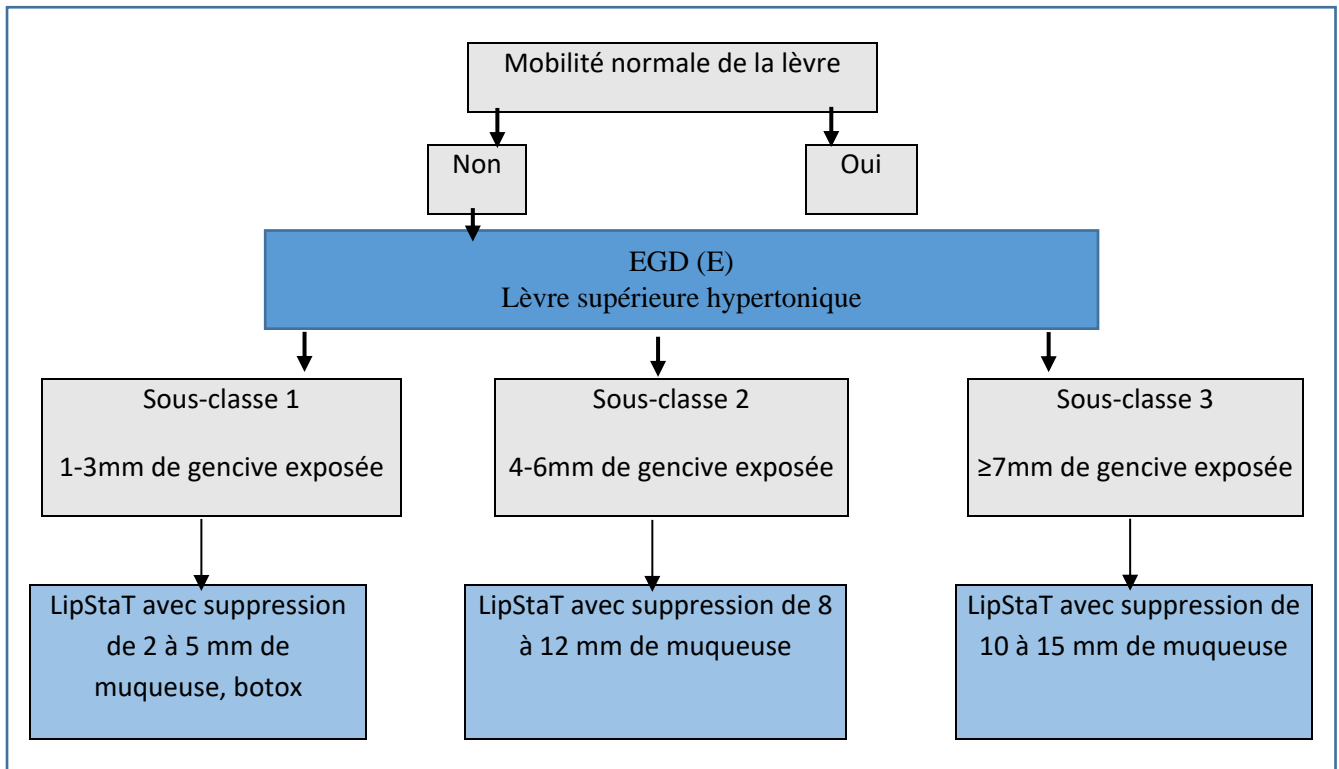 Mobilité normale de la lèvre
Non
Oui
EGD (E)
Lèvre supérieure hypertonique
Sous-classe 1
1-3mm de gencive exposée
Sous-classe 2
4-6mm de gencive exposée
Sous-classe 3
≥7mm de gencive exposée
LipStaT avec suppression
de 2 à 5 mm de
muqueuse, botox
LipStaT avec suppression de 8
à 12 mm de muqueuse
LipStaT avec suppression de
10 à 15 mm de muqueuse